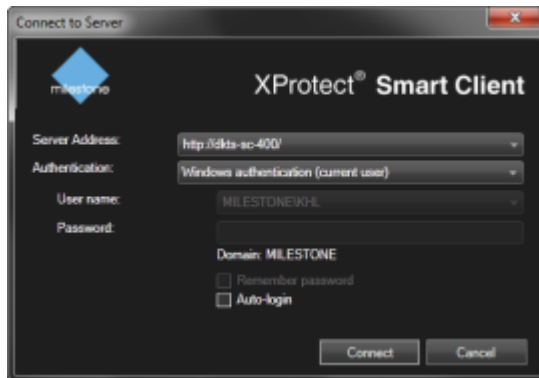 Connect to Server
milestone
XProtect® Smart Client
Server Address: http://dkts-sc-400/
Authentication: Windows authentication (current user)
User name: MILESTONE\KHL
Password:
Domain: MILESTONE
Remember password
Auto-login
Connect Cancel